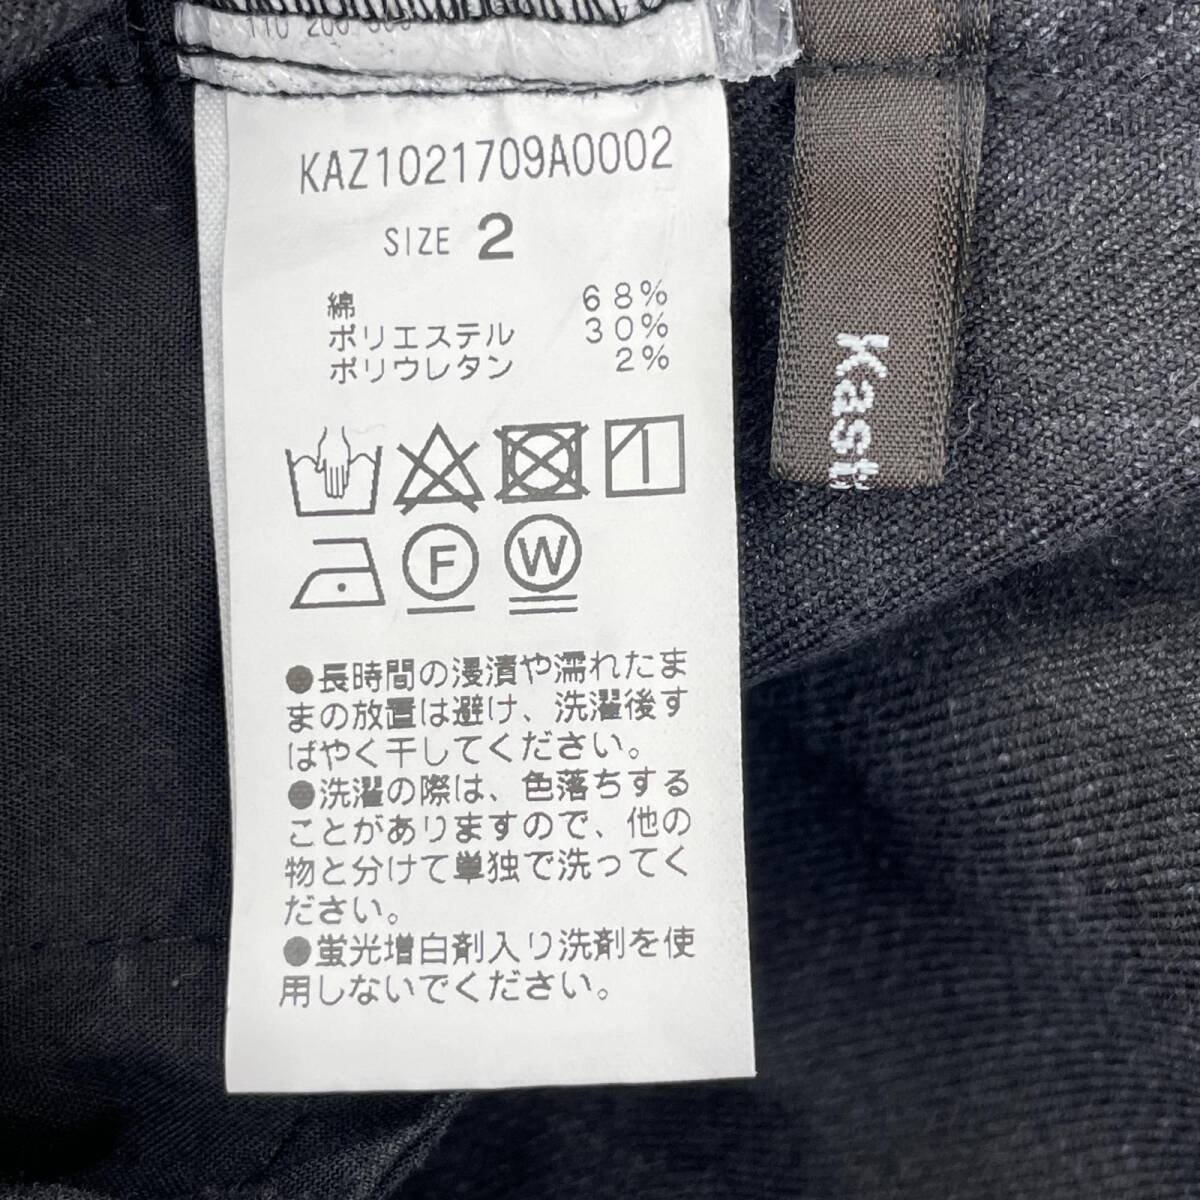 KAZ1021709A0002
SIZE 2
綿 68%
ポリエステル 30%
ポリウレタン 2%
F W
●長時間の浸漬や濡れたま
まの放置は避け、洗濯後す
ばやく干してください。
●洗濯の際は、色落ちする
ことがありますので、他の
物と分けて単独で洗ってく
ださい。
●蛍光増白剤入り洗剤を使
用しないでください。
Kast